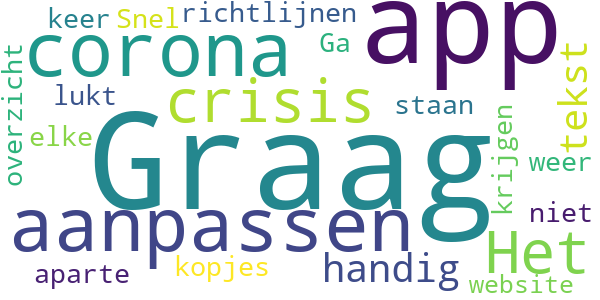 keer Snel richtlijnen app
corona Ga
overzicht lukt crisis staan tekst
elke Graag krijgen weer
aanpassen niet
Het
aparte kopjes handig website